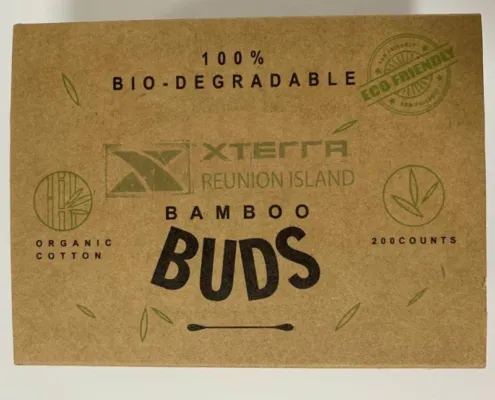 100%
BIO-DEGRADABLE
ECO FRIENDLY
XTERRA
REUNION ISLAND
BAMBOO
BUDS
ORGANIC
COTTON
200COUNTS